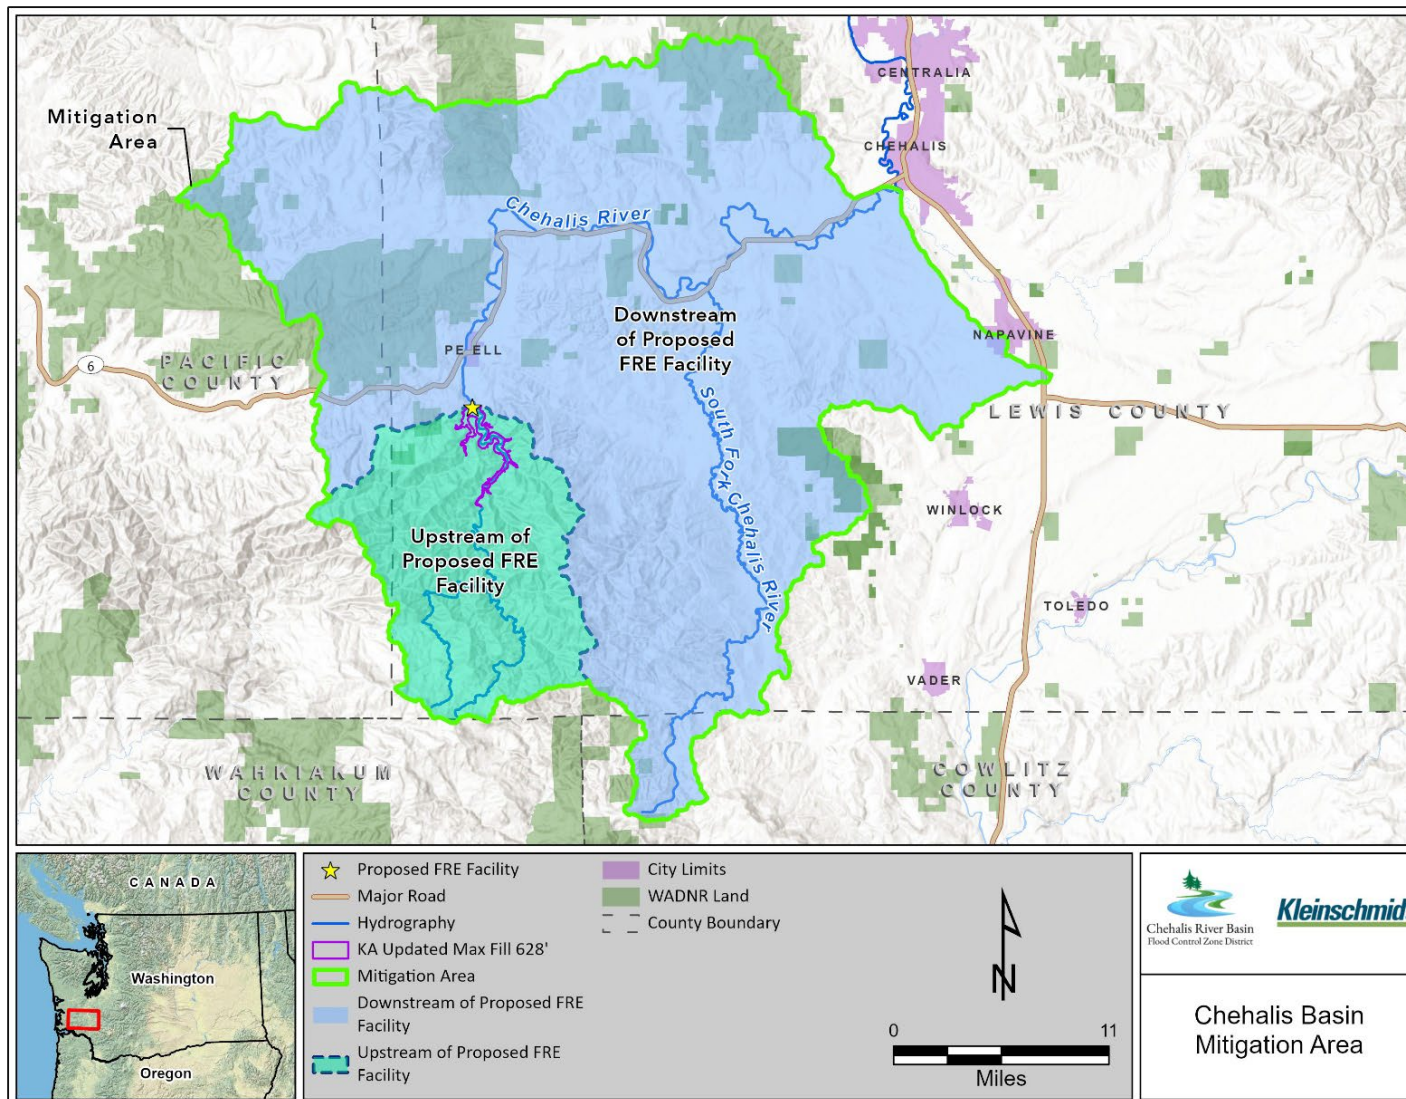 Mitigation
Area
CENTRALIA
CHEHALIS
Chehalis River
Downstream
of Proposed
FRE Facility
NAPAVINE
PE ELL
PACIFIC
COUNTY
6
LEWIS COUNTY
South Fork Chehalis River
WINLOCK
Upstream of
Proposed FRE
Facility
TOLEDO
VADER
WAHKIAKUM
COUNTY
COWLITZ
COUNTY
CANADA
Washington
Oregon
Proposed FRE Facility
Major Road
Hydrography
KA Updated Max Fill 628'
Mitigation Area
Downstream of Proposed FRE
Facility
Upstream of Proposed FRE
Facility
City Limits
WADNR Land
County Boundary
N
0 11
Miles
Chehalis River Basin
Flood Control Zone District
Kleinschmid
Chehalis Basin
Mitigation Area